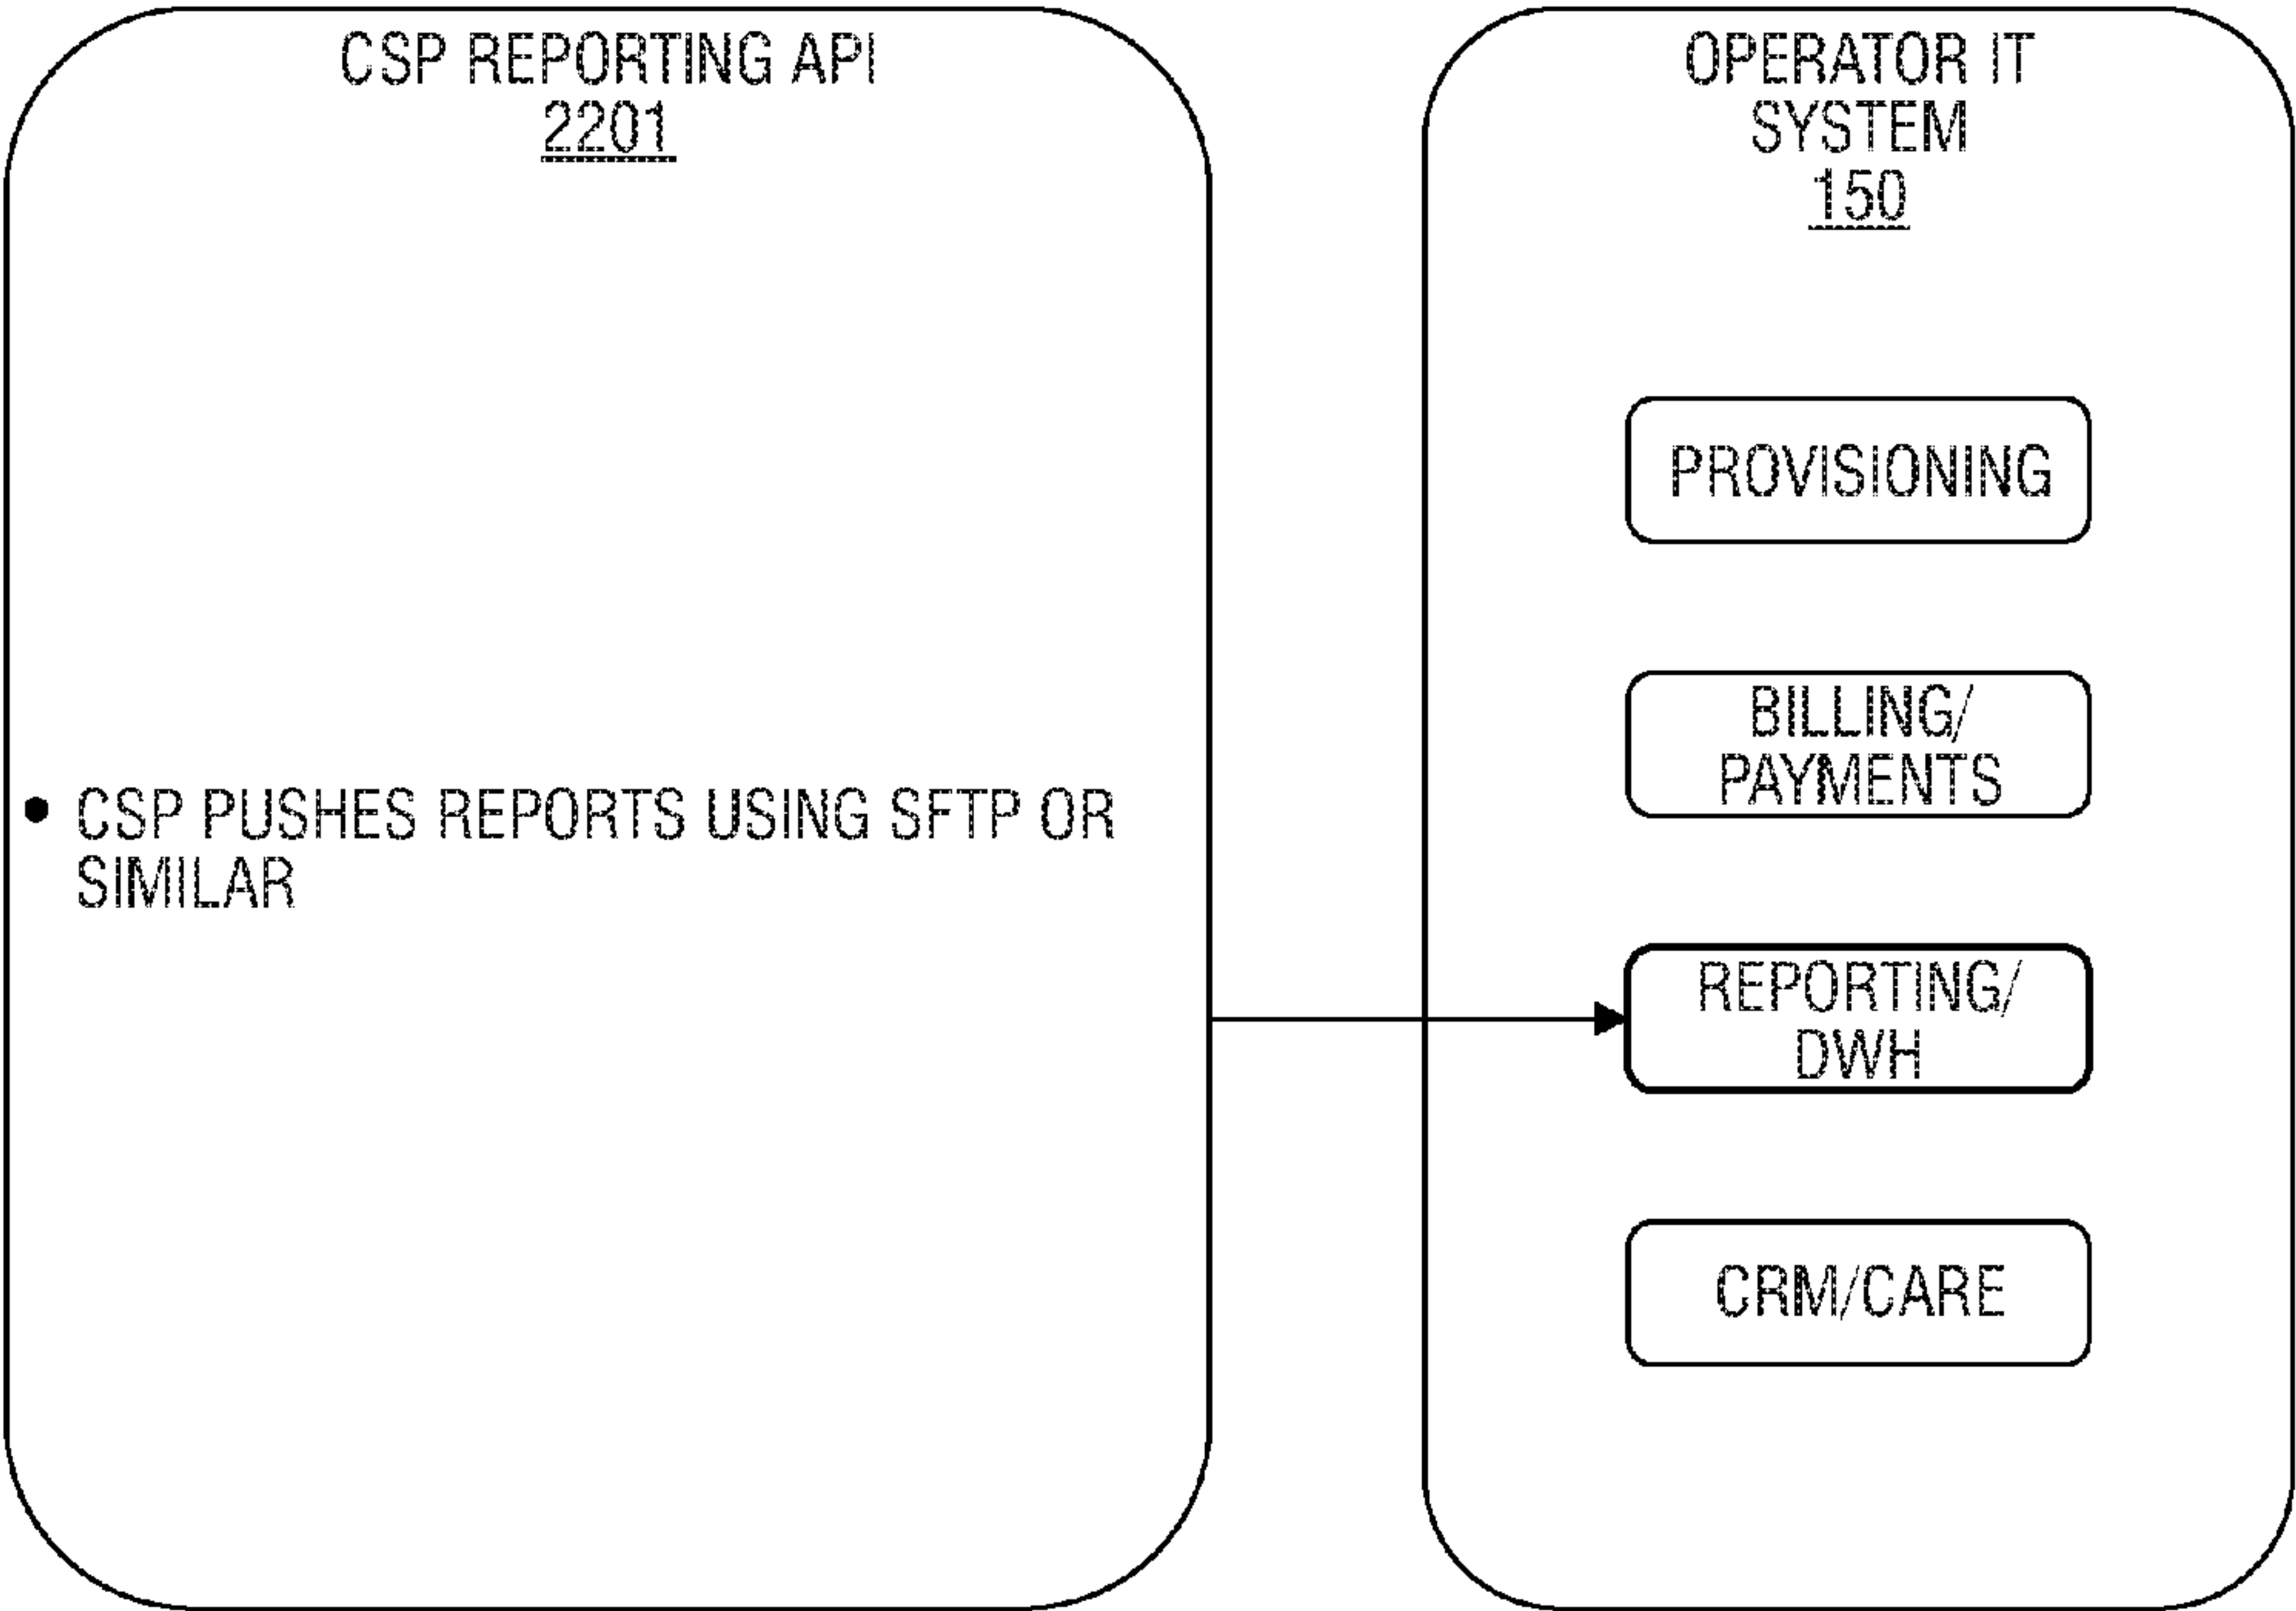 CSP REPORTING API
2201
• CSP PUSHES REPORTS USING SFTP OR
SIMILAR
OPERATOR IT
SYSTEM
150
PROVISIONING
BILLING/
PAYMENTS
REPORTING/
DWH
CRM/CARE